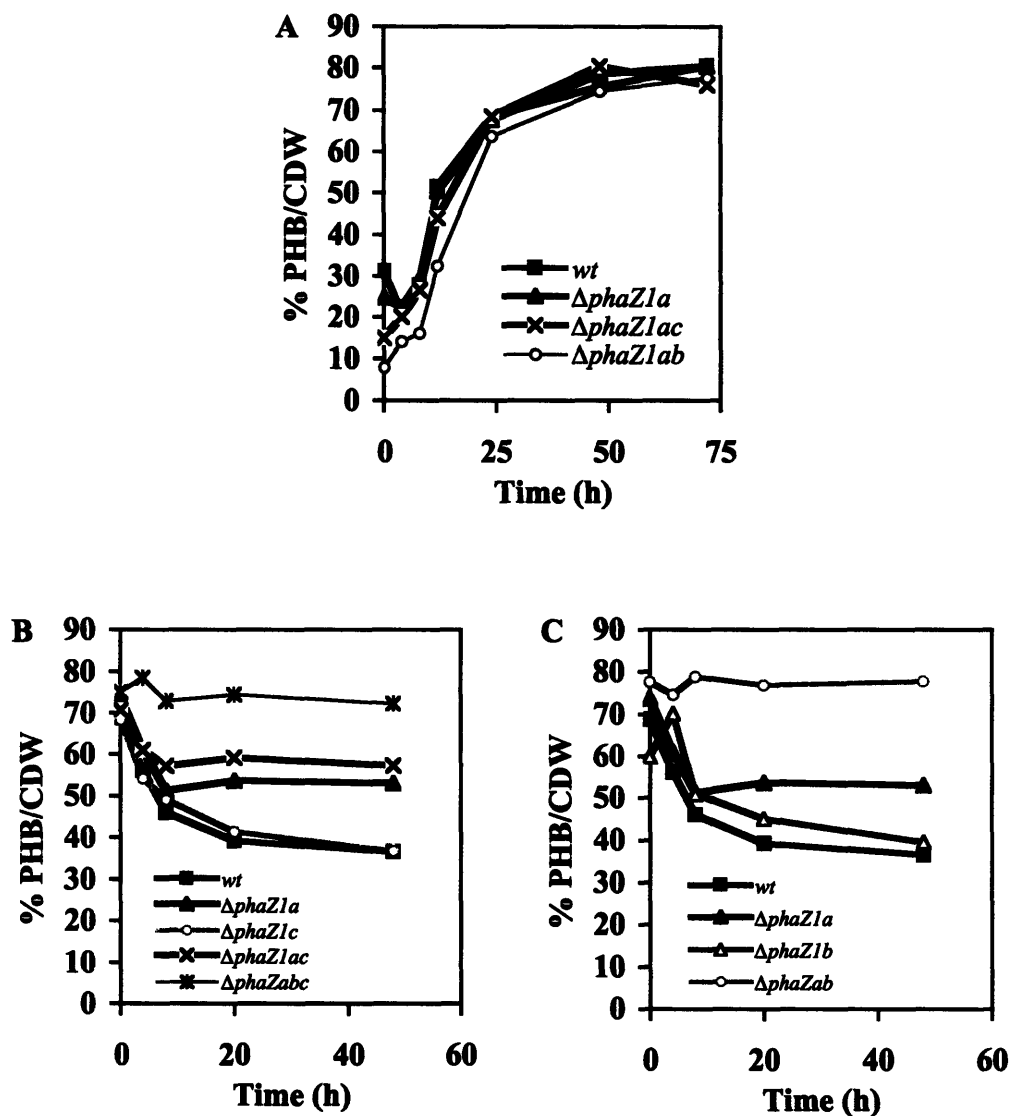 A
90
80
70
60
50
40
30
20
10
0
% PHB/CDW
wt
ΔphaZ1a
ΔphaZ1ac
ΔphaZ1ab
0 25 50 75
Time (h)
B
90
80
70
60
50
40
30
20
10
0
% PHB/CDW
wt
ΔphaZ1a
ΔphaZ1c
ΔphaZ1ac
ΔphaZabc
0 20 40 60
Time (h)
C
90
80
70
60
50
40
30
20
10
0
% PHB/CDW
wt
ΔphaZ1a
ΔphaZ1b
ΔphaZab
0 20 40 60
Time (h)